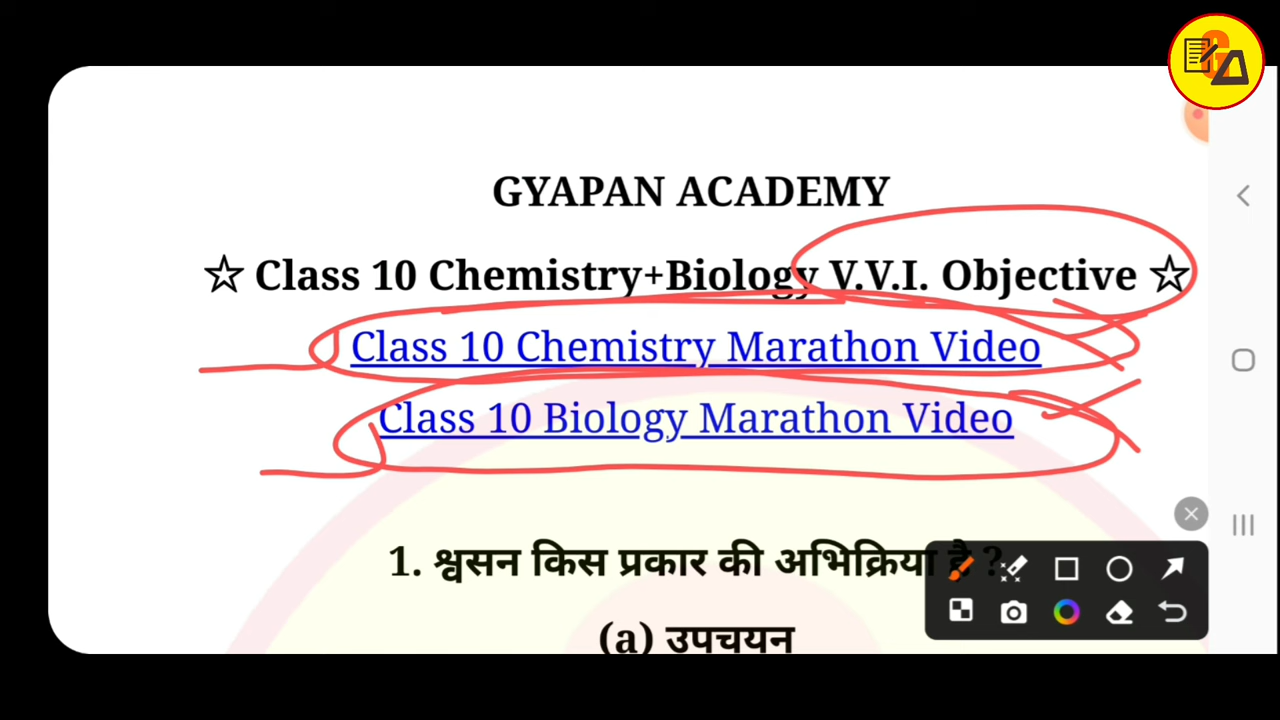 GYAPAN ACADEMY
☆ Class 10 Chemistry+Biology V.V.I. Objective ☆
Class 10 Chemistry Marathon Video
Class 10 Biology Marathon Video
1. श्वसन किस प्रकार की अभिक्रिया है ?
(a) उपचयन